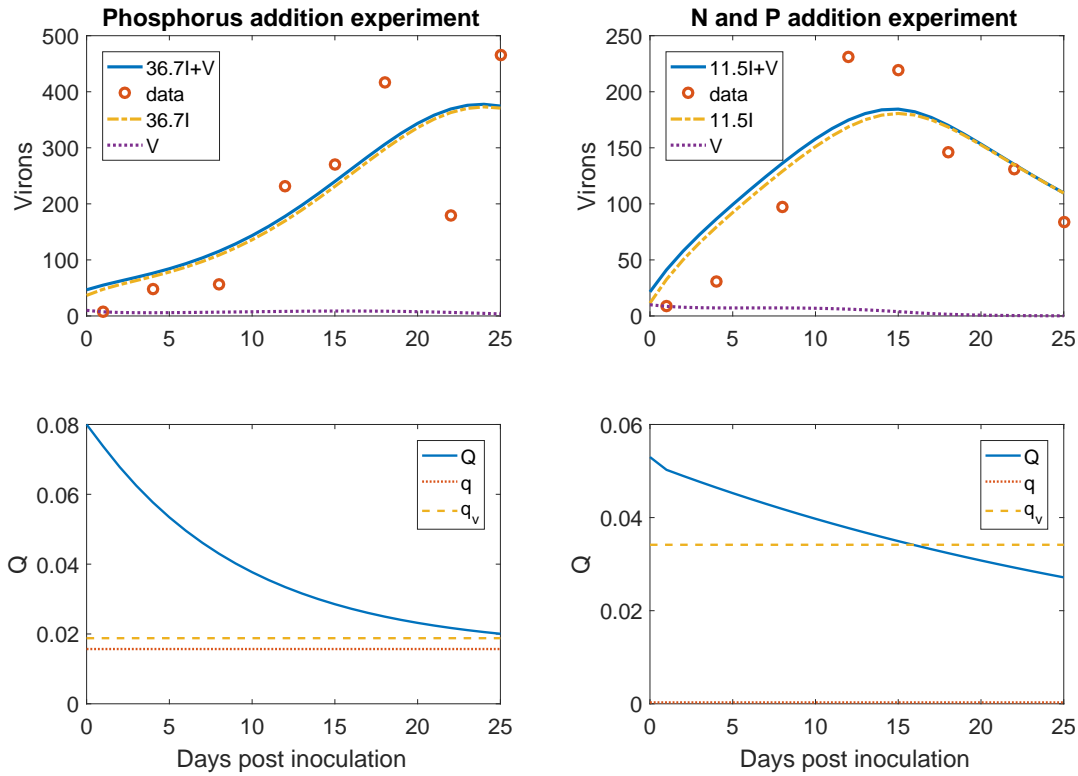 Phosphorus addition experiment
500
400
300
200
100
0
Virons
36.7I+V
data
36.7I
V
0 5 10 15 20 25
N and P addition experiment
250
200
150
100
50
0
Virons
11.5I+V
data
11.5I
V
0 5 10 15 20 25
0.08
0.06
0.04
0.02
0
Q
Q
q
q_v
0 5 10 15 20 25
Days post inoculation
0.06
0.04
0.02
0
Q
Q
q
q_v
0 5 10 15 20 25
Days post inoculation